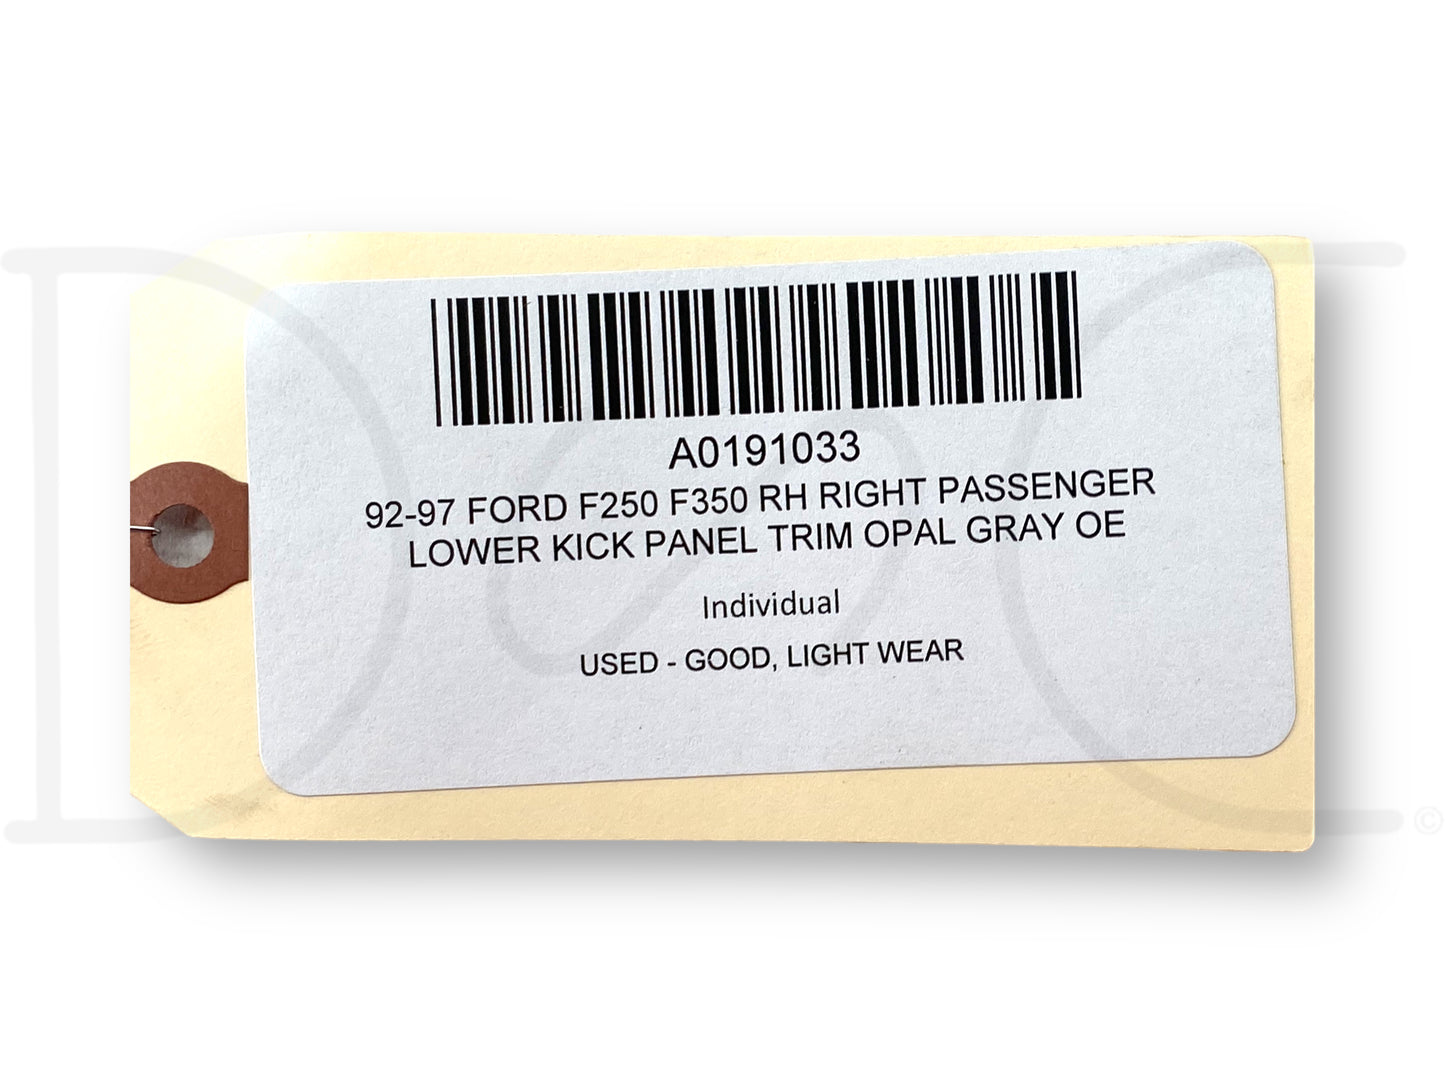 A0191033
92-97 FORD F250 F350 RH RIGHT PASSENGER
LOWER KICK PANEL TRIM OPAL GRAY OE
Individual
USED - GOOD, LIGHT WEAR
©